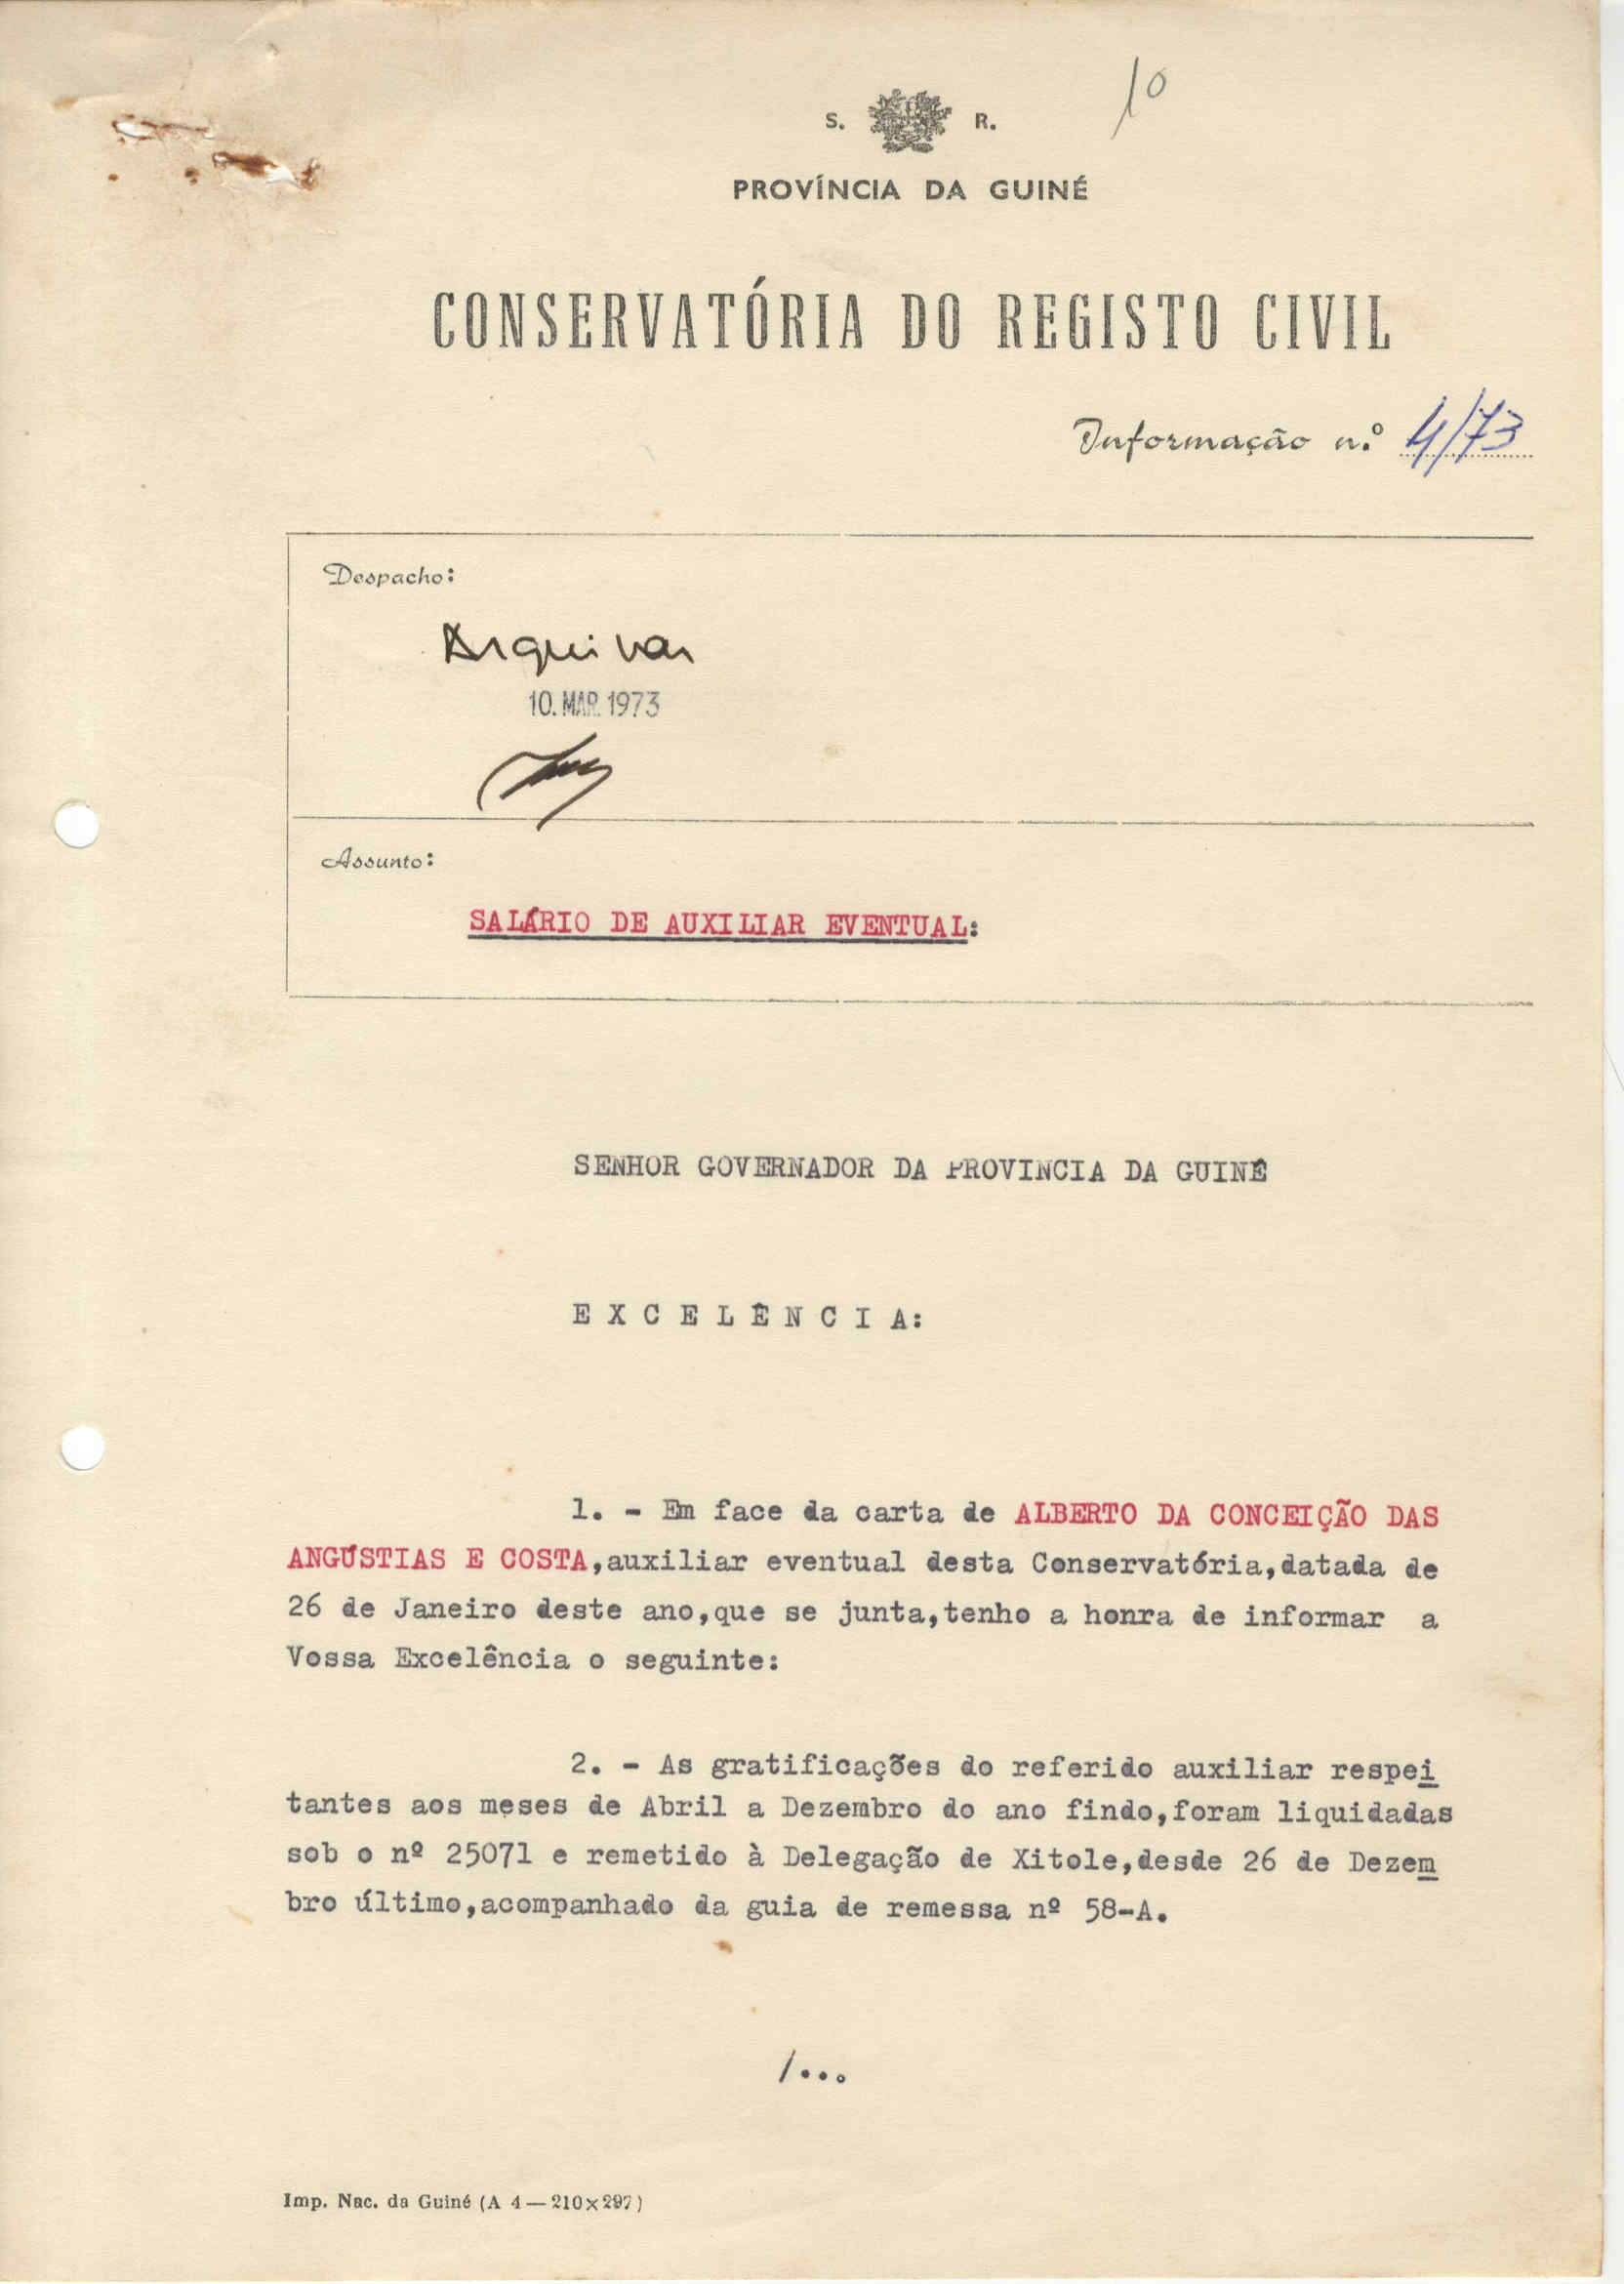 10
S. R.
PROVÍNCIA DA GUINÉ
CONSERVATÓRIA DO REGISTO CIVIL
Informação n.º 4/73
Despacho:
Arquivar
10. MAR. 1973
Assunto:
SALÁRIO DE AUXILIAR EVENTUAL:
SENHOR GOVERNADOR DA PROVINCIA DA GUINÉ
E X C E L Ê N C I A:
1. - Em face da carta de ALBERTO DA CONCEIÇÃO DAS
ANGÚSTIAS E COSTA,auxiliar eventual desta Conservatória,datada de
26 de Janeiro deste ano,que se junta,tenho a honra de informar a
Vossa Excelência o seguinte:
2. - As gratificações do referido auxiliar respei
tantes aos meses de Abril a Dezembro do ano findo,foram liquidadas
sob o nº 25071 e remetido à Delegação de Xitole,desde 26 de Dezem
bro último,acompanhado da guia de remessa nº 58-A.
/...
Imp. Nac. da Guiné (A 4 — 210×297)